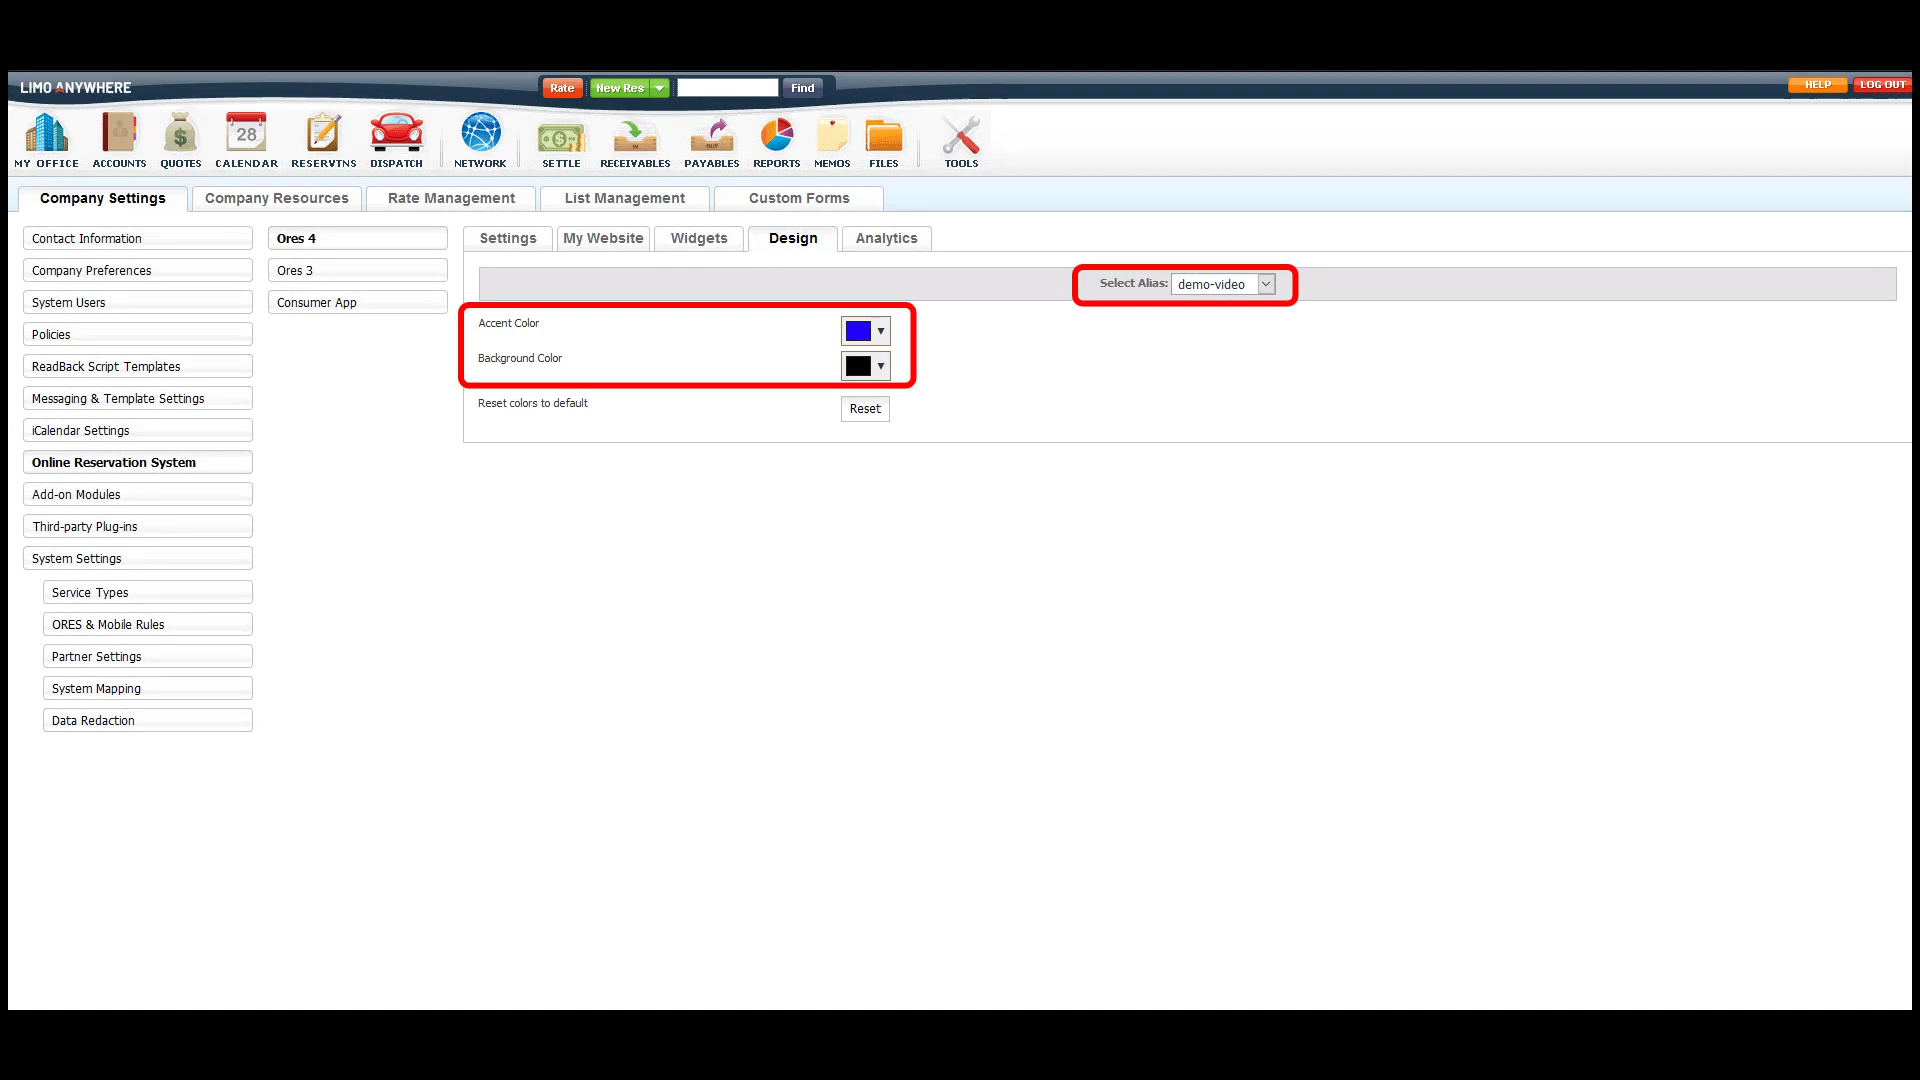 LIMO ANYWHERE
Rate
New Res
Find
HELP
LOG OUT
28
MY OFFICE
ACCOUNTS
QUOTES
CALENDAR
RESERVTNS
DISPATCH
NETWORK
SETTLE
RECEIVABLES
PAYABLES
REPORTS
MEMOS
FILES
TOOLS
Company Settings
Company Resources
Rate Management
List Management
Custom Forms
Contact Information
Company Preferences
System Users
Policies
ReadBack Script Templates
Messaging & Template Settings
iCalendar Settings
Online Reservation System
Add-on Modules
Third-party Plug-ins
System Settings
Service Types
ORES & Mobile Rules
Partner Settings
System Mapping
Data Redaction
Ores 4
Ores 3
Consumer App
Settings
My Website
Widgets
Design
Analytics
Select Alias: demo-video
Accent Color
Background Color
Reset colors to default
Reset